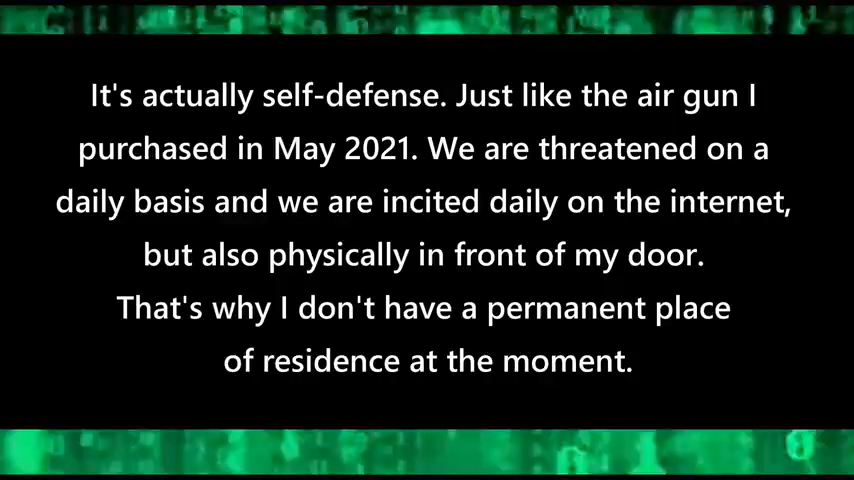 It's actually self-defense. Just like the air gun I
purchased in May 2021. We are threatened on a
daily basis and we are incited daily on the internet,
but also physically in front of my door.
That's why I don't have a permanent place
of residence at the moment.